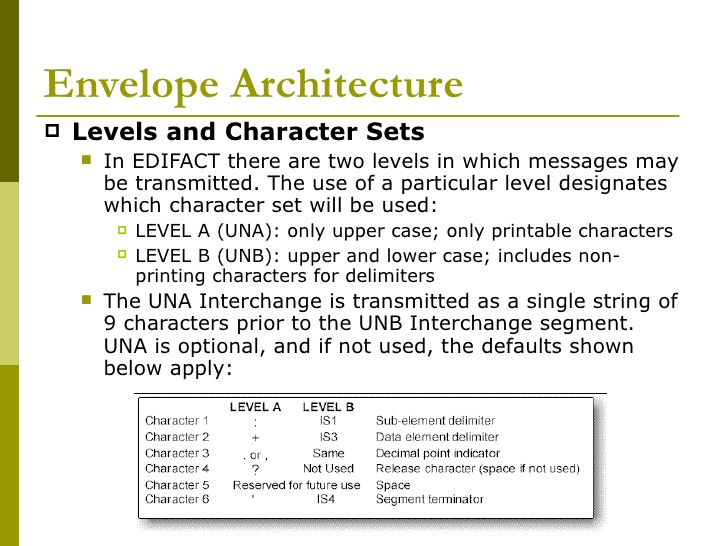 Envelope Architecture
Levels and Character Sets
In EDIFACT there are two levels in which messages may
be transmitted. The use of a particular level designates
which character set will be used:
LEVEL A (UNA): only upper case; only printable characters
LEVEL B (UNB): upper and lower case; includes non-
printing characters for delimiters
The UNA Interchange is transmitted as a single string of
9 characters prior to the UNB Interchange segment.
UNA is optional, and if not used, the defaults shown
below apply:
LEVEL A LEVEL B
Character 1 : IS1 Sub-element delimiter
Character 2 + IS3 Data element delimiter
Character 3 . or , Same Decimal point indicator
Character 4 ? Not Used Release character (space if not used)
Character 5 Reserved for future use Space
Character 6 ' IS4 Segment terminator